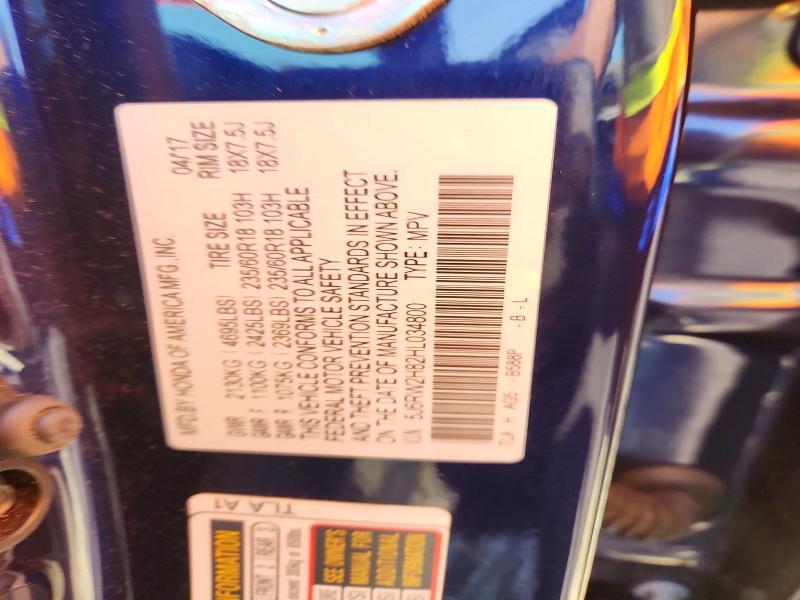 MFD.BY HONDA OF AMERICA MFG., INC. 04/17
TIRE SIZE RIM SIZE
GVWR 2130KG (4695LBS)
GAWR F 1100KG (2425LBS) 235/60R18 103H 18X7.5J
GAWR R 1075KG (2369LBS) 235/60R18 103H 18X7.5J
THIS VEHICLE CONFORMS TO ALL APPLICABLE
FEDERAL MOTOR VEHICLE SAFETY
AND THEFT PREVENTION STANDARDS IN EFFECT
ON THE DATE OF MANUFACTURE SHOWN ABOVE.
TYPE: MPV
TLA H - B588P - B - L
TLA A1
INFORMATION
FRONT 2 REAR
SEE OWNER'S
MANUAL FOR
ADDITIONAL
INFORMATION